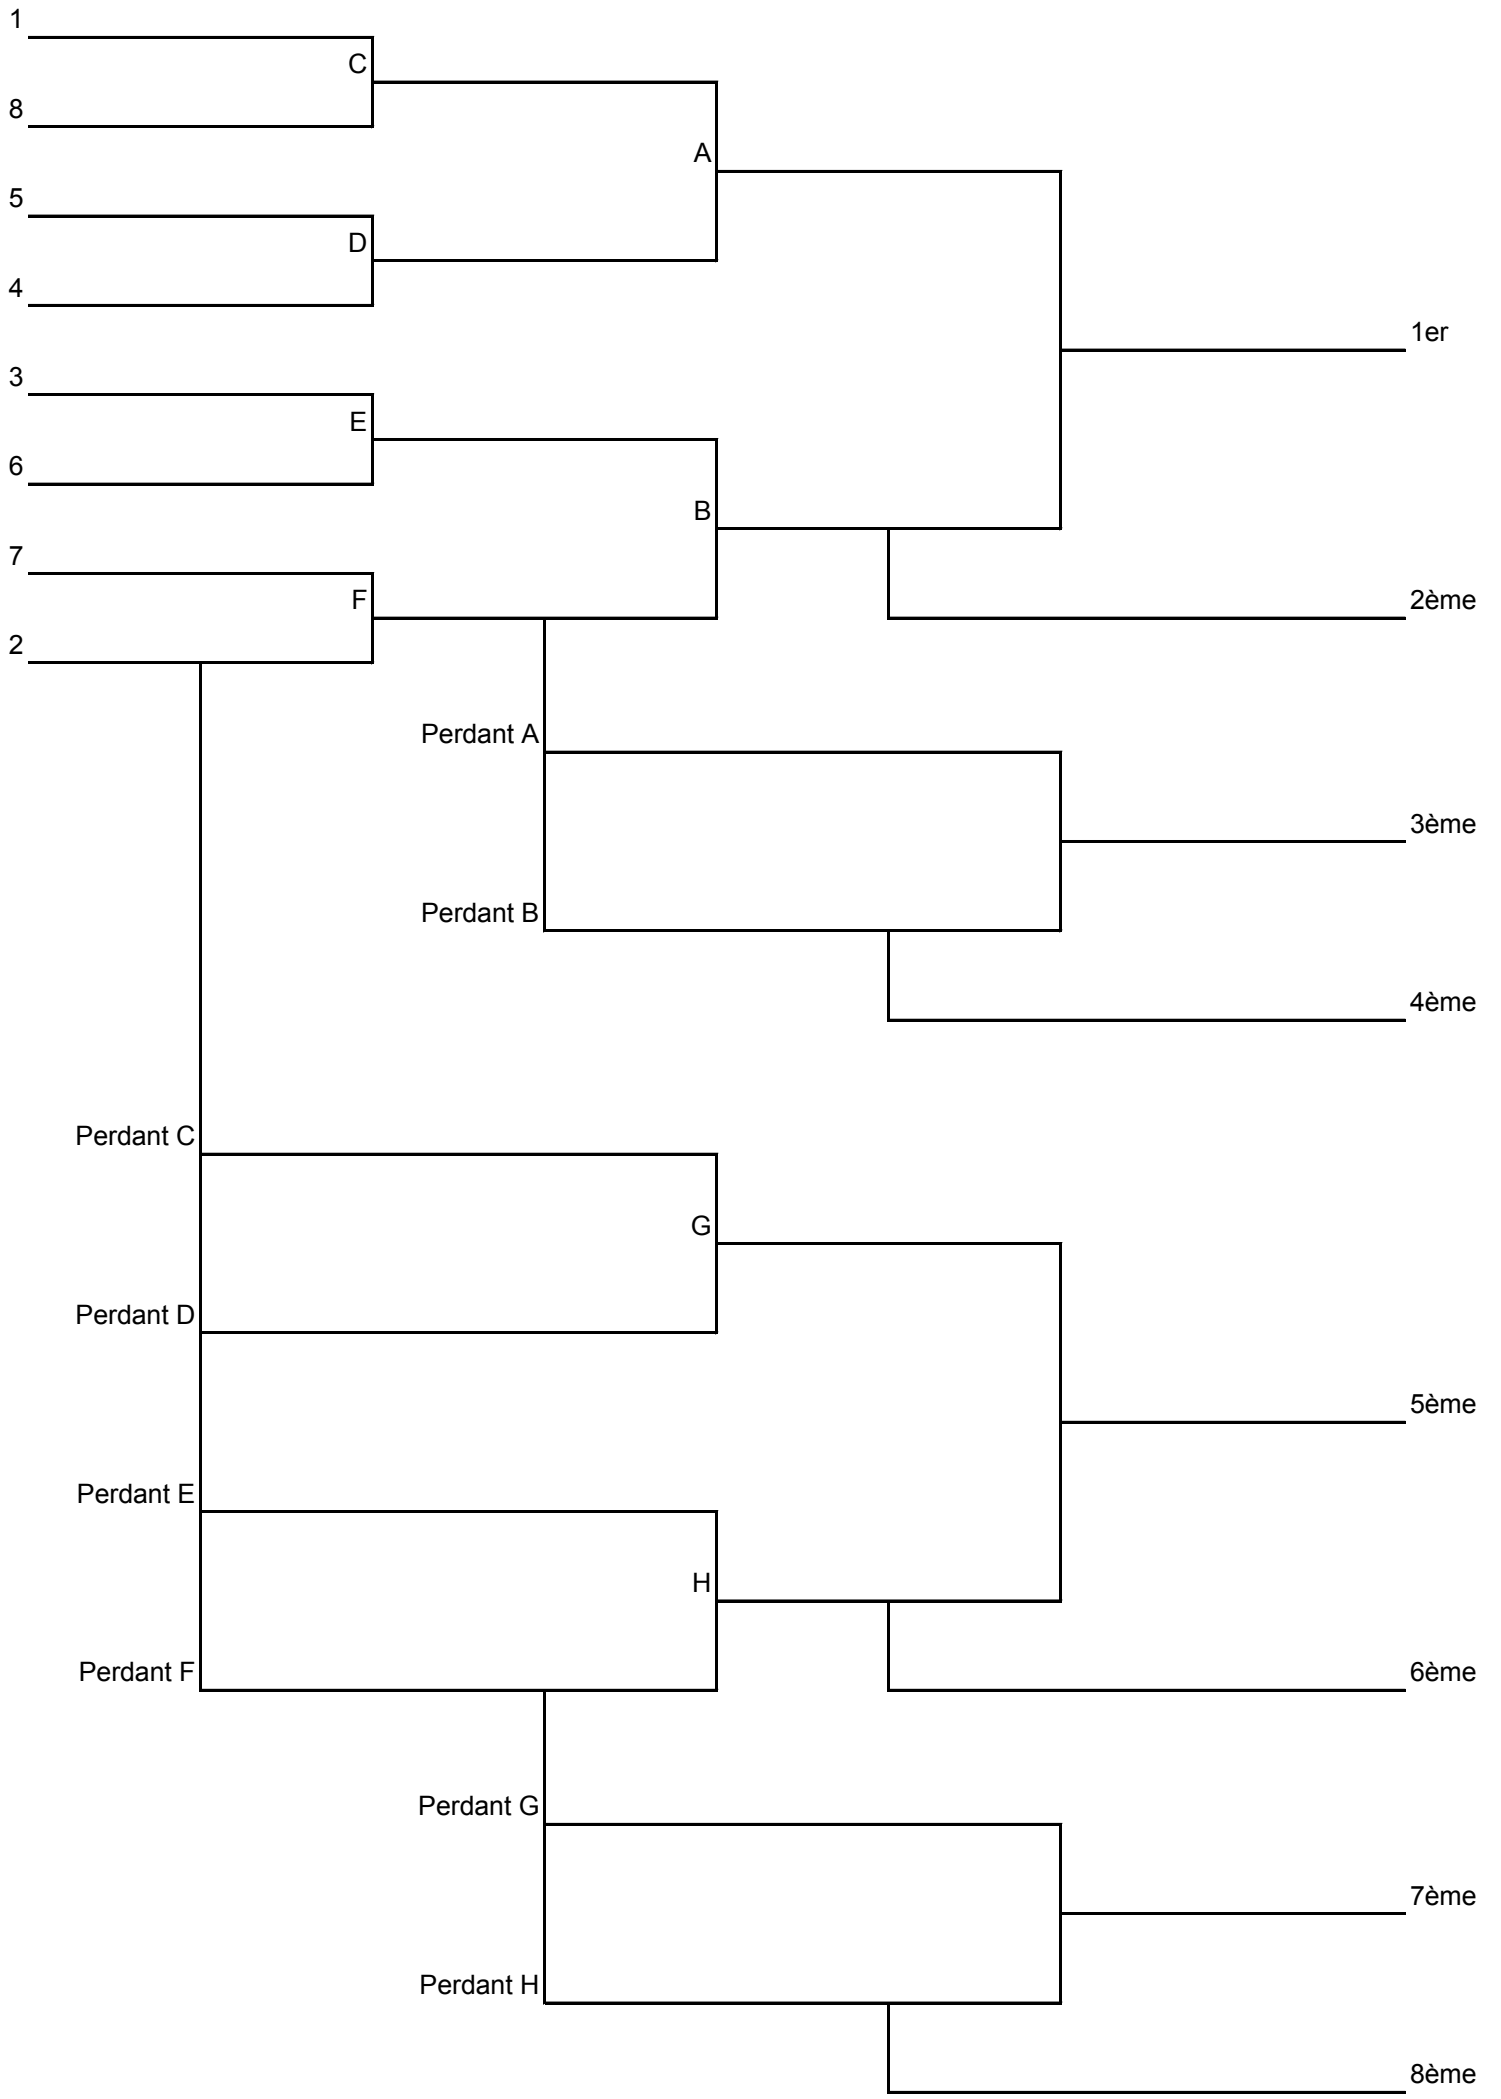 1
C
8
A
5
D
4
1er
3
E
6
B
7
F
2ème
2
Perdant A
3ème
Perdant B
4ème
Perdant C
G
Perdant D
5ème
Perdant E
H
Perdant F
6ème
Perdant G
7ème
Perdant H
8ème